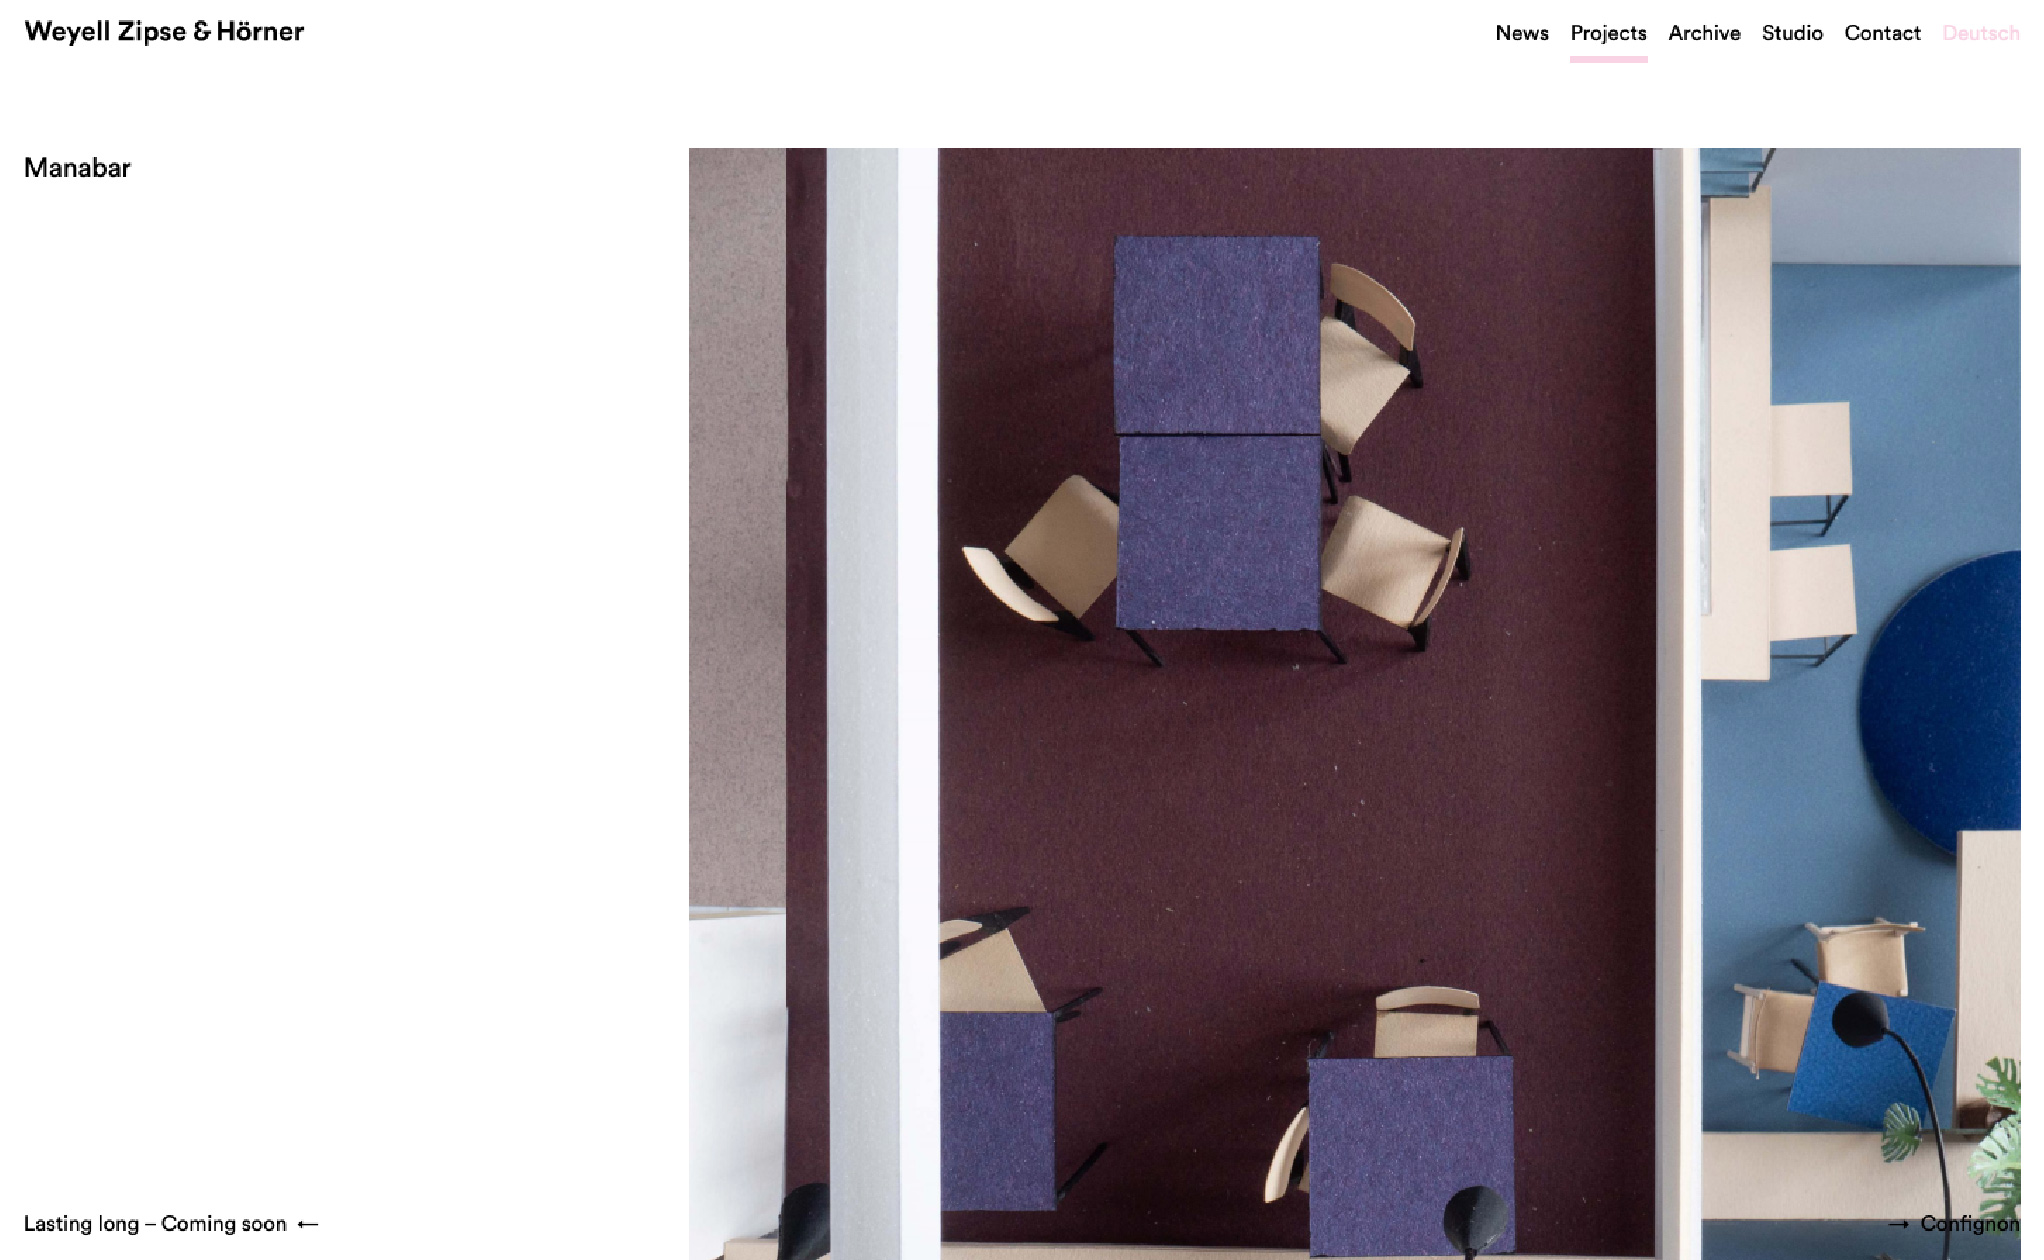 Weyell Zipse & Hörner
News Projects Archive Studio Contact Deutsch
Manabar
Lasting long – Coming soon ←
→ Confignon